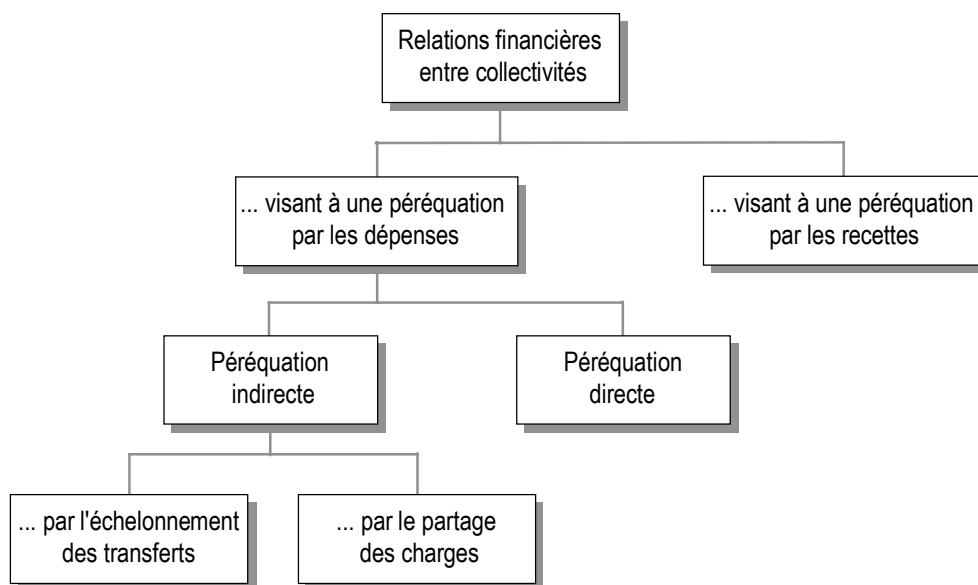 Relations financières
entre collectivités
... visant à une péréquation
par les dépenses
... visant à une péréquation
par les recettes
Péréquation
indirecte
Péréquation
directe
... par l'échelonnement
des transferts
... par le partage
des charges